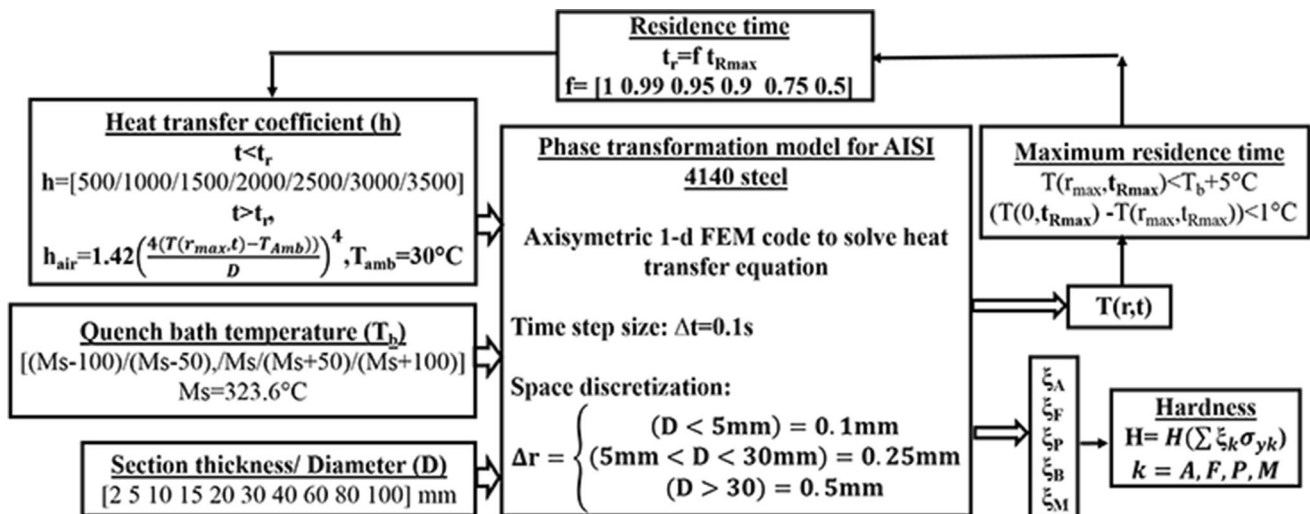 Residence time
t_r=f t_Rmax
f= [1 0.99 0.95 0.9 0.75 0.5]
Heat transfer coefficient (h)
t<t_r
h=[500/1000/1500/2000/2500/3000/3500]
t>t_r,
h_air=1.42(4(T(r_max,t)−T_Amb))/D)^4,T_amb=30°C
Quench bath temperature (T_b)
[(Ms-100)/(Ms-50),/Ms/(Ms+50)/(Ms+100)]
Ms=323.6°C
Section thickness/ Diameter (D)
[2 5 10 15 20 30 40 60 80 100] mm
Phase transformation model for AISI
4140 steel
Axisymetric 1-d FEM code to solve heat
transfer equation
Time step size: Δt=0.1s
Space discretization:
Δr = {
(D < 5mm) = 0.1mm
(5mm < D < 30mm) = 0.25mm
(D > 30) = 0.5mm
Maximum residence time
T(r_max,t_Rmax)<T_b+5°C
(T(0,t_Rmax) -T(r_max,t_Rmax))<1°C
T(r,t)
ξ_A
ξ_F
ξ_P
ξ_B
ξ_M
Hardness
H= H(∑ ξ_kσ_yk)
k = A, F, P, M